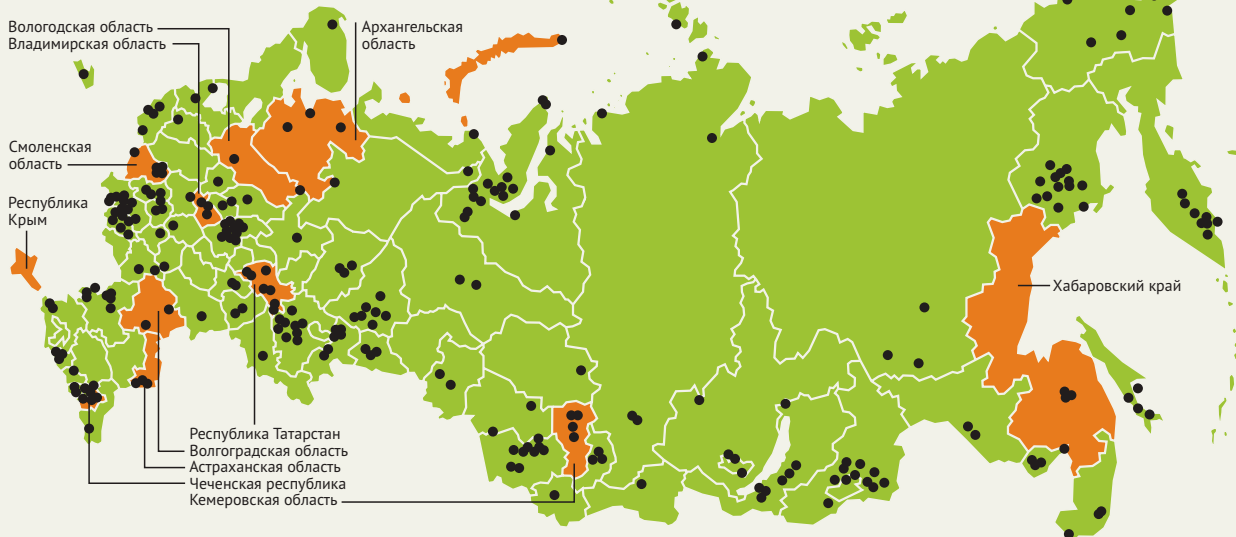 Вологодская область
Владимирская область
Архангельская
область
Смоленская
область
Республика
Крым
Хабаровский край
Республика Татарстан
Волгоградская область
Астраханская область
Чеченская республика
Кемеровская область